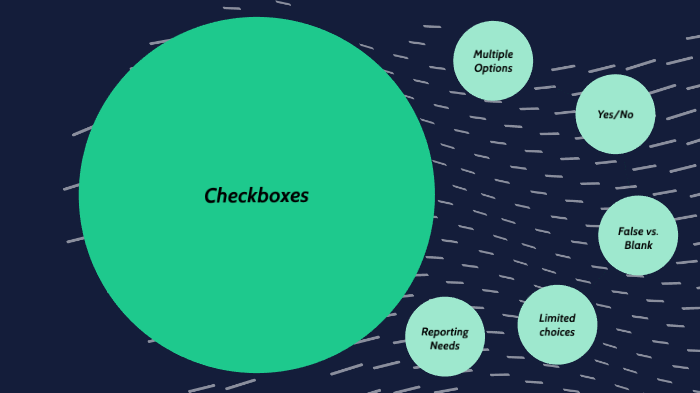 Checkboxes
Multiple
Options
Yes/No
False vs.
Blank
Limited
choices
Reporting
Needs